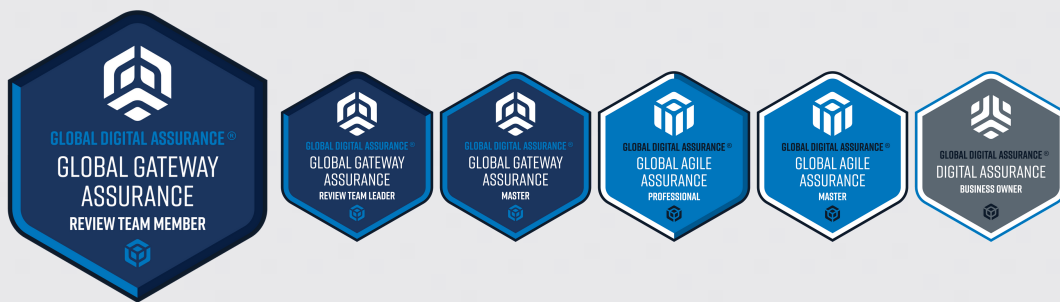 GLOBAL DIGITAL ASSURANCE ®
GLOBAL GATEWAY
ASSURANCE
REVIEW TEAM MEMBER
GLOBAL DIGITAL ASSURANCE ®
GLOBAL GATEWAY
ASSURANCE
REVIEW TEAM LEADER
GLOBAL DIGITAL ASSURANCE ®
GLOBAL GATEWAY
ASSURANCE
MASTER
GLOBAL DIGITAL ASSURANCE ®
GLOBAL AGILE
ASSURANCE
PROFESSIONAL
GLOBAL DIGITAL ASSURANCE ®
GLOBAL AGILE
ASSURANCE
MASTER
GLOBAL DIGITAL ASSURANCE ®
DIGITAL ASSURANCE
BUSINESS OWNER